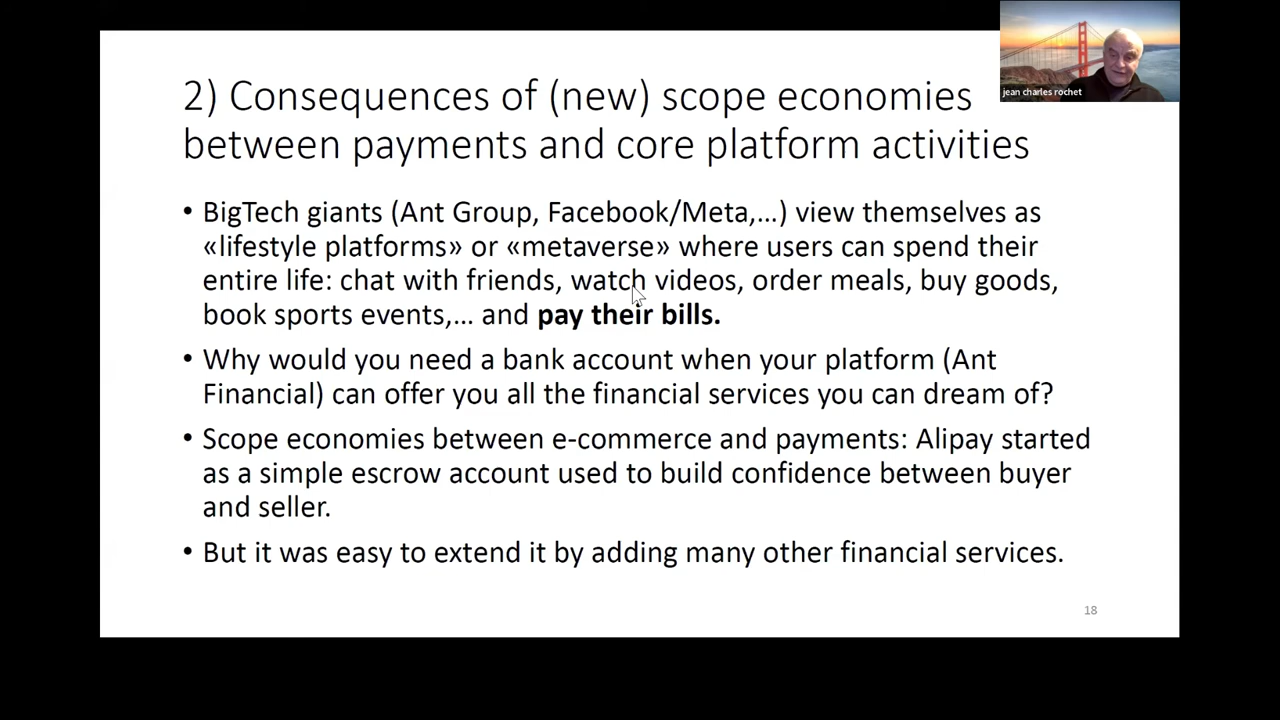 2) Consequences of (new) scope economies
between payments and core platform activities
jean charles rochet
• BigTech giants (Ant Group, Facebook/Meta,…) view themselves as
«lifestyle platforms» or «metaverse» where users can spend their
entire life: chat with friends, watch videos, order meals, buy goods,
book sports events,… and pay their bills.
• Why would you need a bank account when your platform (Ant
Financial) can offer you all the financial services you can dream of?
• Scope economies between e-commerce and payments: Alipay started
as a simple escrow account used to build confidence between buyer
and seller.
• But it was easy to extend it by adding many other financial services.
18